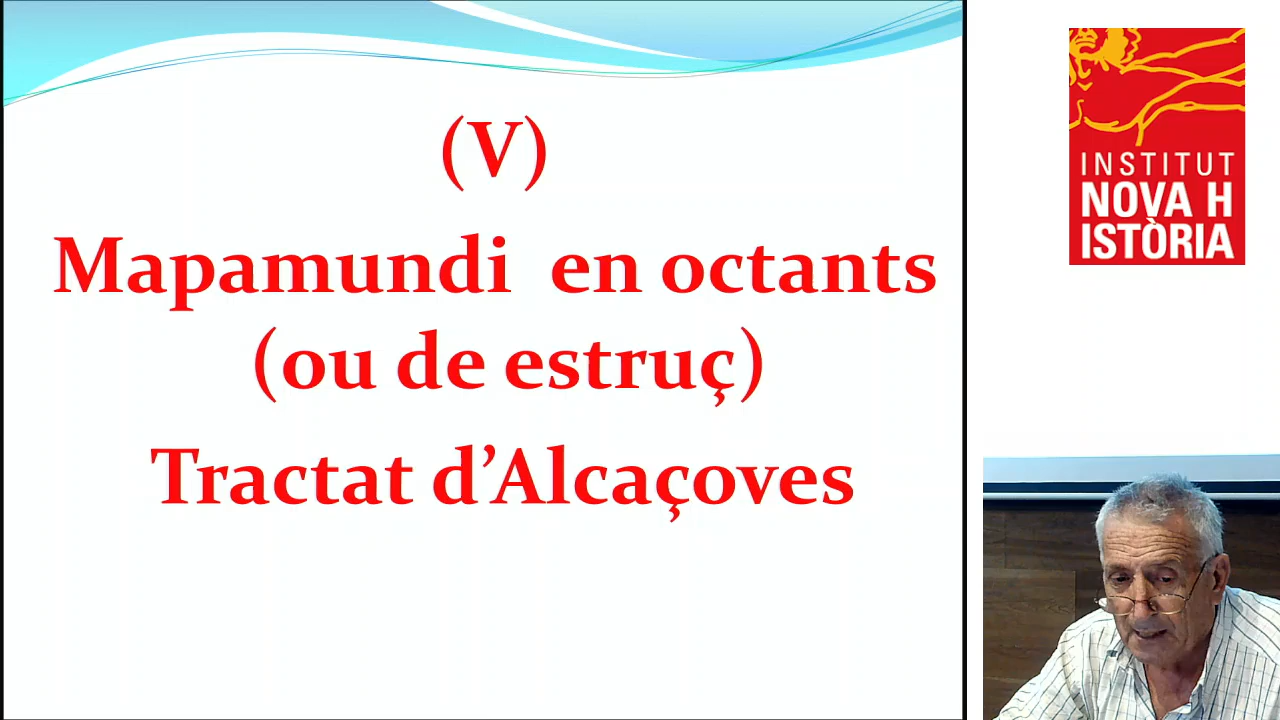 (V)
Mapamundi en octants
(ou de estruç)
Tractat d’Alcaçoves
INSTITUT
NOVA H
ISTÒRIA